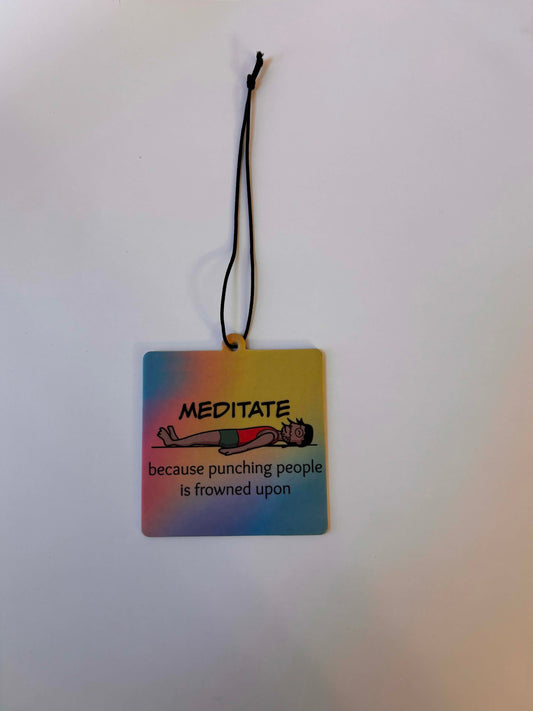 MEDITATE
because punching people
is frowned upon